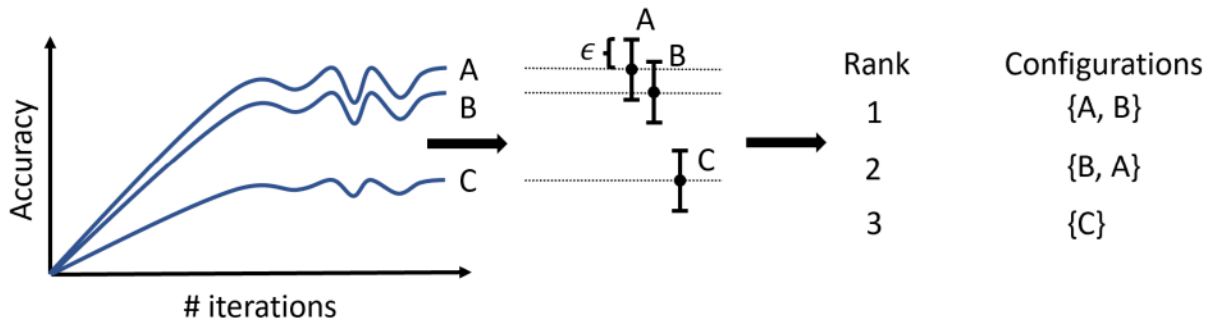 Accuracy
# iterations
A
B
C
ϵ
A
B
C
Rank Configurations
1 {A, B}
2 {B, A}
3 {C}